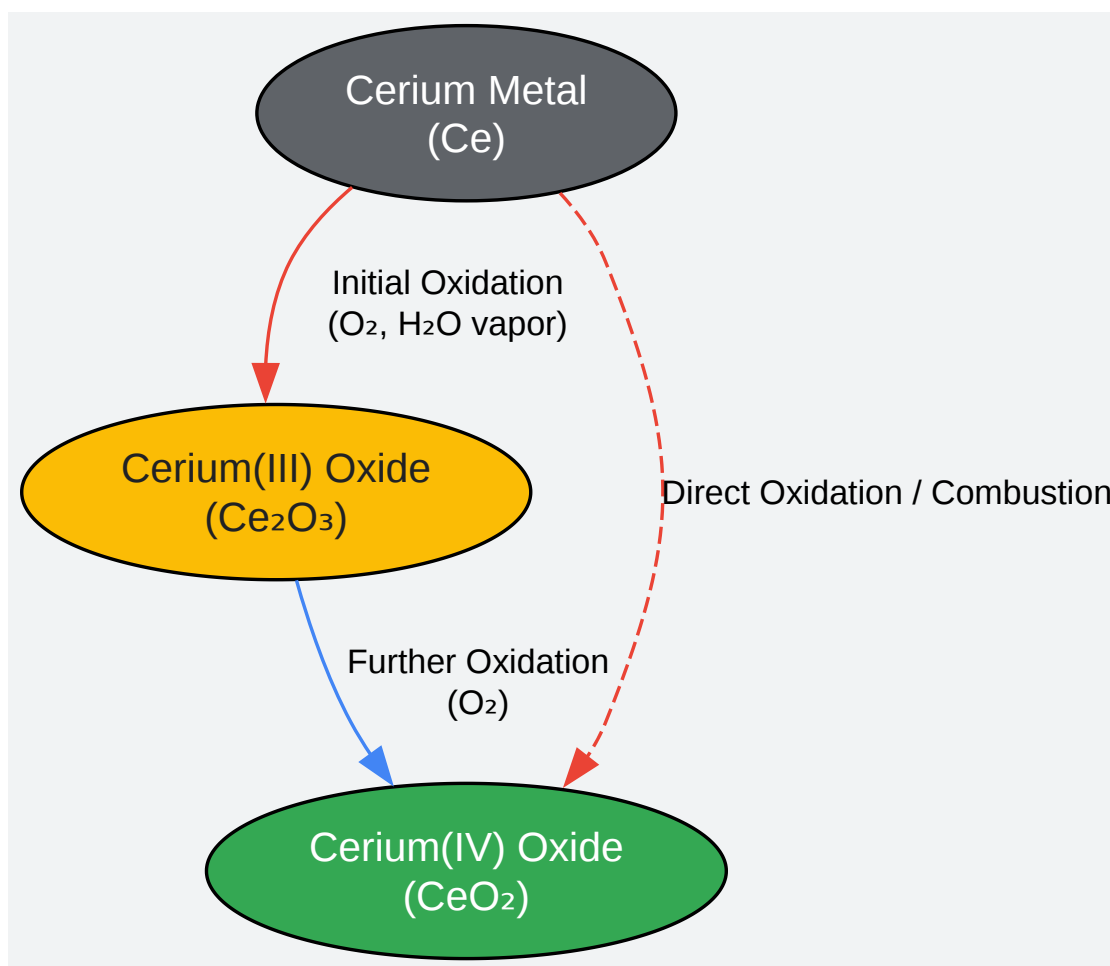 Cerium Metal
(Ce)
Initial Oxidation
(O₂, H₂O vapor)
Cerium(III) Oxide
(Ce₂O₃)
Direct Oxidation / Combustion
Further Oxidation
(O₂)
Cerium(IV) Oxide
(CeO₂)